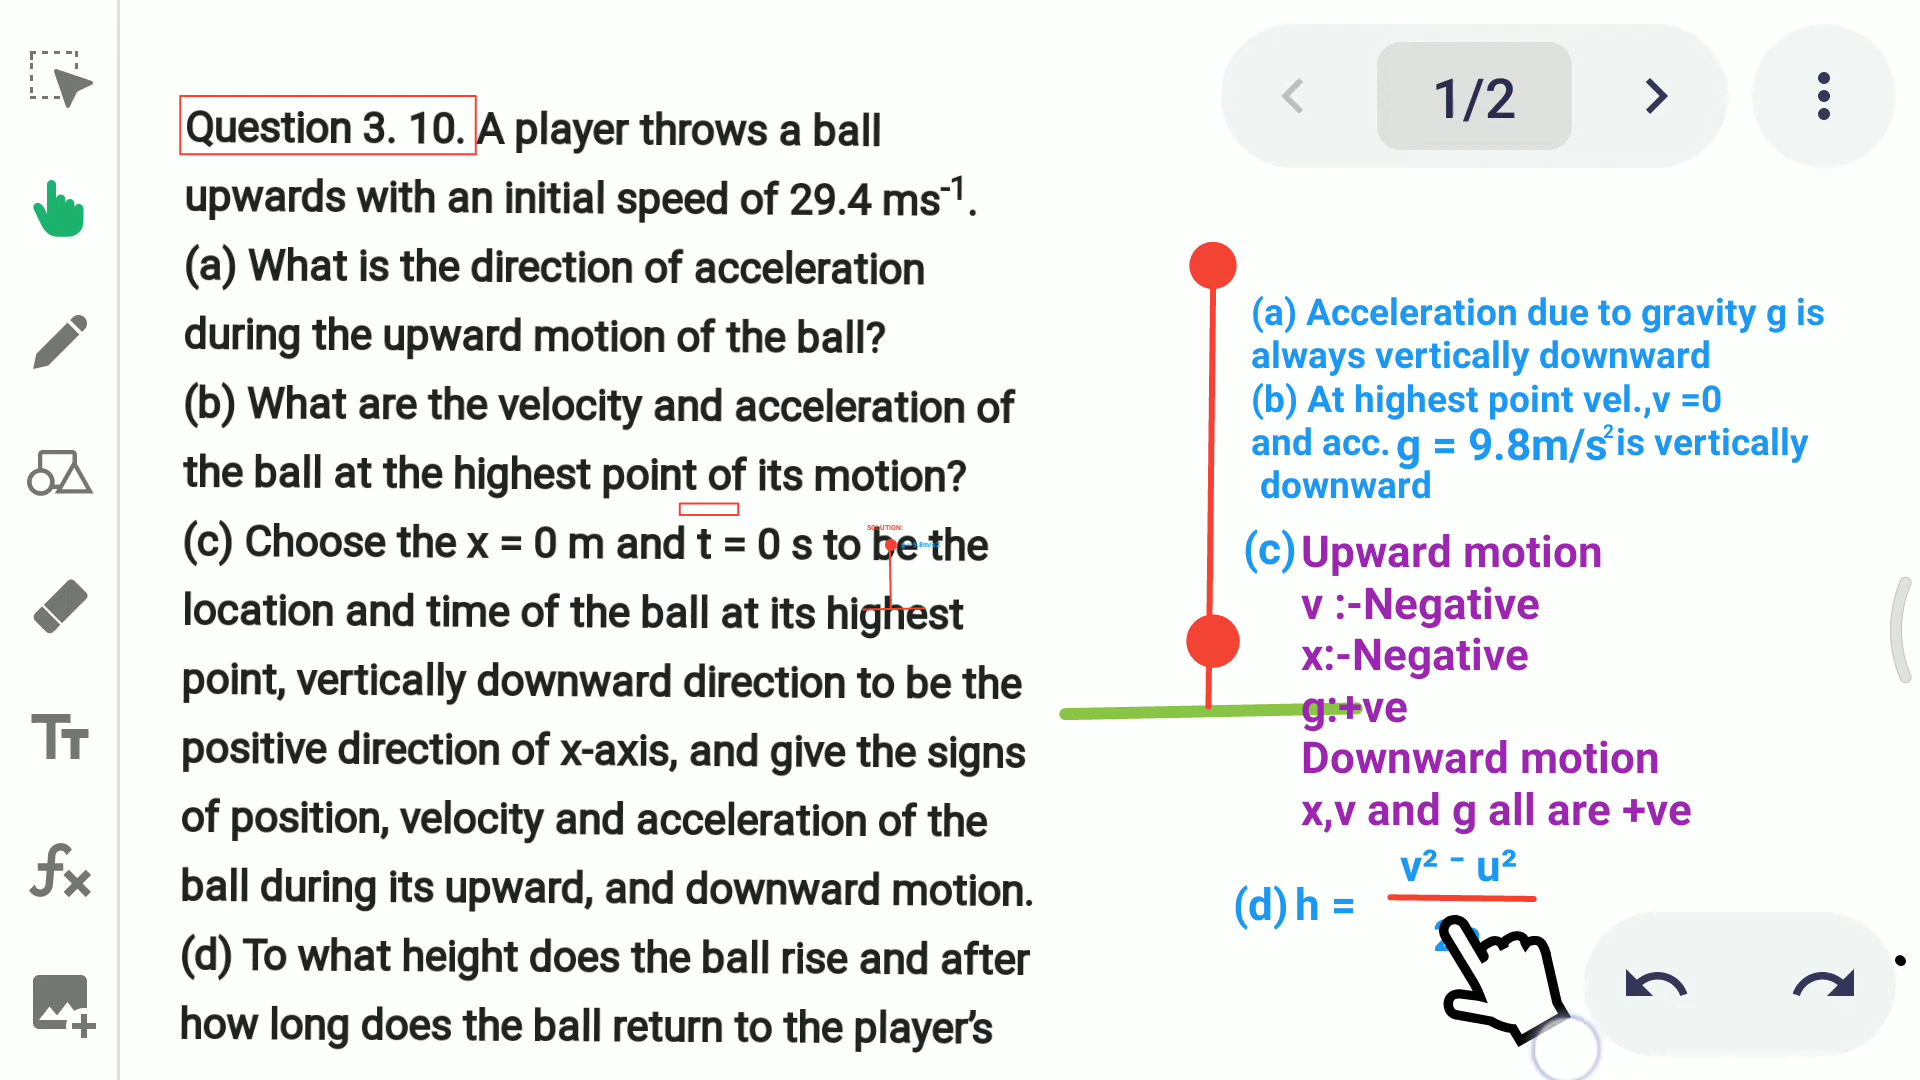 1/2
Question 3. 10. A player throws a ball
upwards with an initial speed of 29.4 ms⁻¹.
(a) What is the direction of acceleration
during the upward motion of the ball?
(b) What are the velocity and acceleration of
the ball at the highest point of its motion?
(c) Choose the x = 0 m and t = 0 s to be the
location and time of the ball at its highest
point, vertically downward direction to be the
positive direction of x-axis, and give the signs
of position, velocity and acceleration of the
ball during its upward, and downward motion.
(d) To what height does the ball rise and after
how long does the ball return to the player’s
SOLUTION:
(a) Acceleration due to gravity g is
always vertically downward
(b) At highest point vel.,v =0
and acc. g = 9.8m/s² is vertically
downward
(c) Upward motion
v :-Negative
x:-Negative
g:+ve
Downward motion
x,v and g all are +ve
v² - u²
(d) h =
Tт
fx